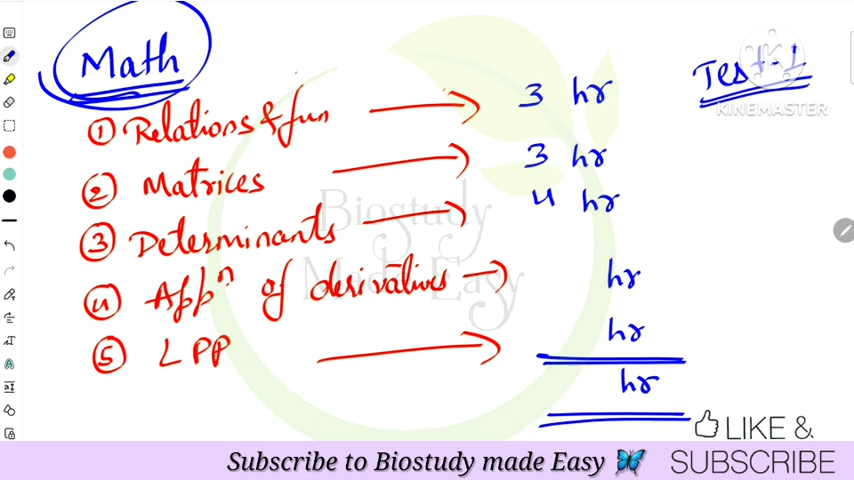 Math
Test-1
KINEMASTER
① Relations & fun → 3 hr
② Matrices → 3 hr
③ Determinants → 4 hr
④ Appⁿ of derivatives → hr
⑤ LPP → hr
hr
Biostudy
Made Easy
LIKE &
SUBSCRIBE
Subscribe to Biostudy made Easy 🦋